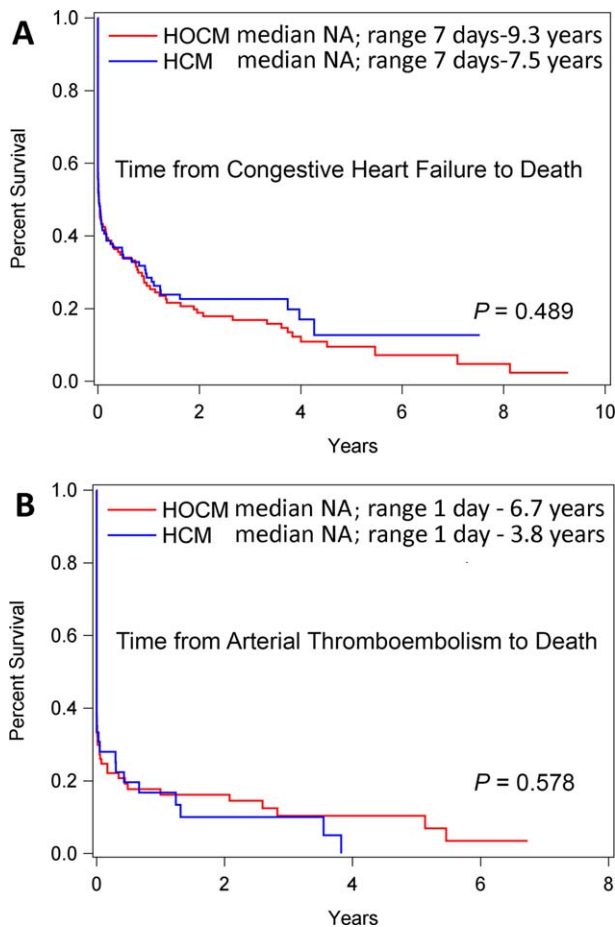 A
HOCM median NA; range 7 days-9.3 years
HCM median NA; range 7 days-7.5 years
Time from Congestive Heart Failure to Death
P = 0.489
Percent Survival
1.0
0.8
0.6
0.4
0.2
0.0
0 2 4 6 8 10
Years
B
HOCM median NA; range 1 day - 6.7 years
HCM median NA; range 1 day - 3.8 years
Time from Arterial Thromboembolism to Death
P = 0.578
Percent Survival
1.0
0.8
0.6
0.4
0.2
0.0
0 2 4 6 8
Years